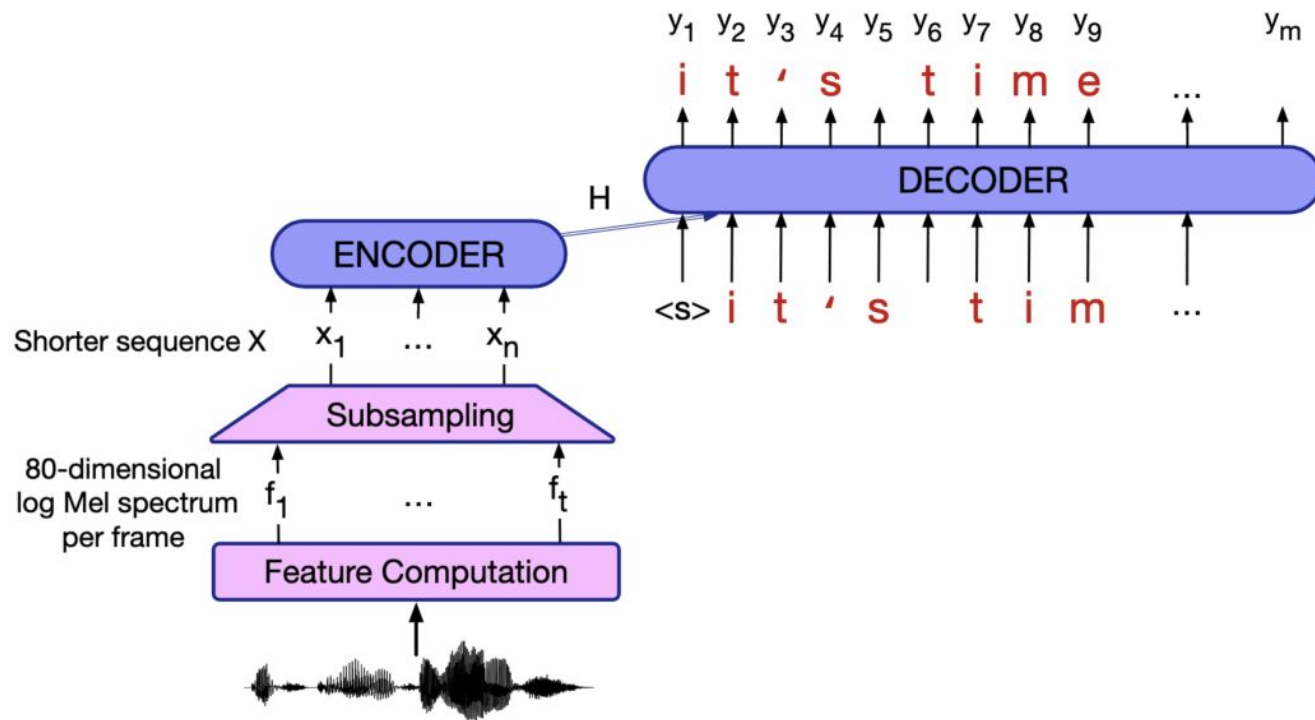 y1 y2 y3 y4 y5 y6 y7 y8 y9 ym
i t ‘ s t i m e ...
DECODER
H
ENCODER
<s> i t ‘ s t i m ...
Shorter sequence X x1 ... xn
Subsampling
80-dimensional
log Mel spectrum
per frame
f1 ... ft
Feature Computation